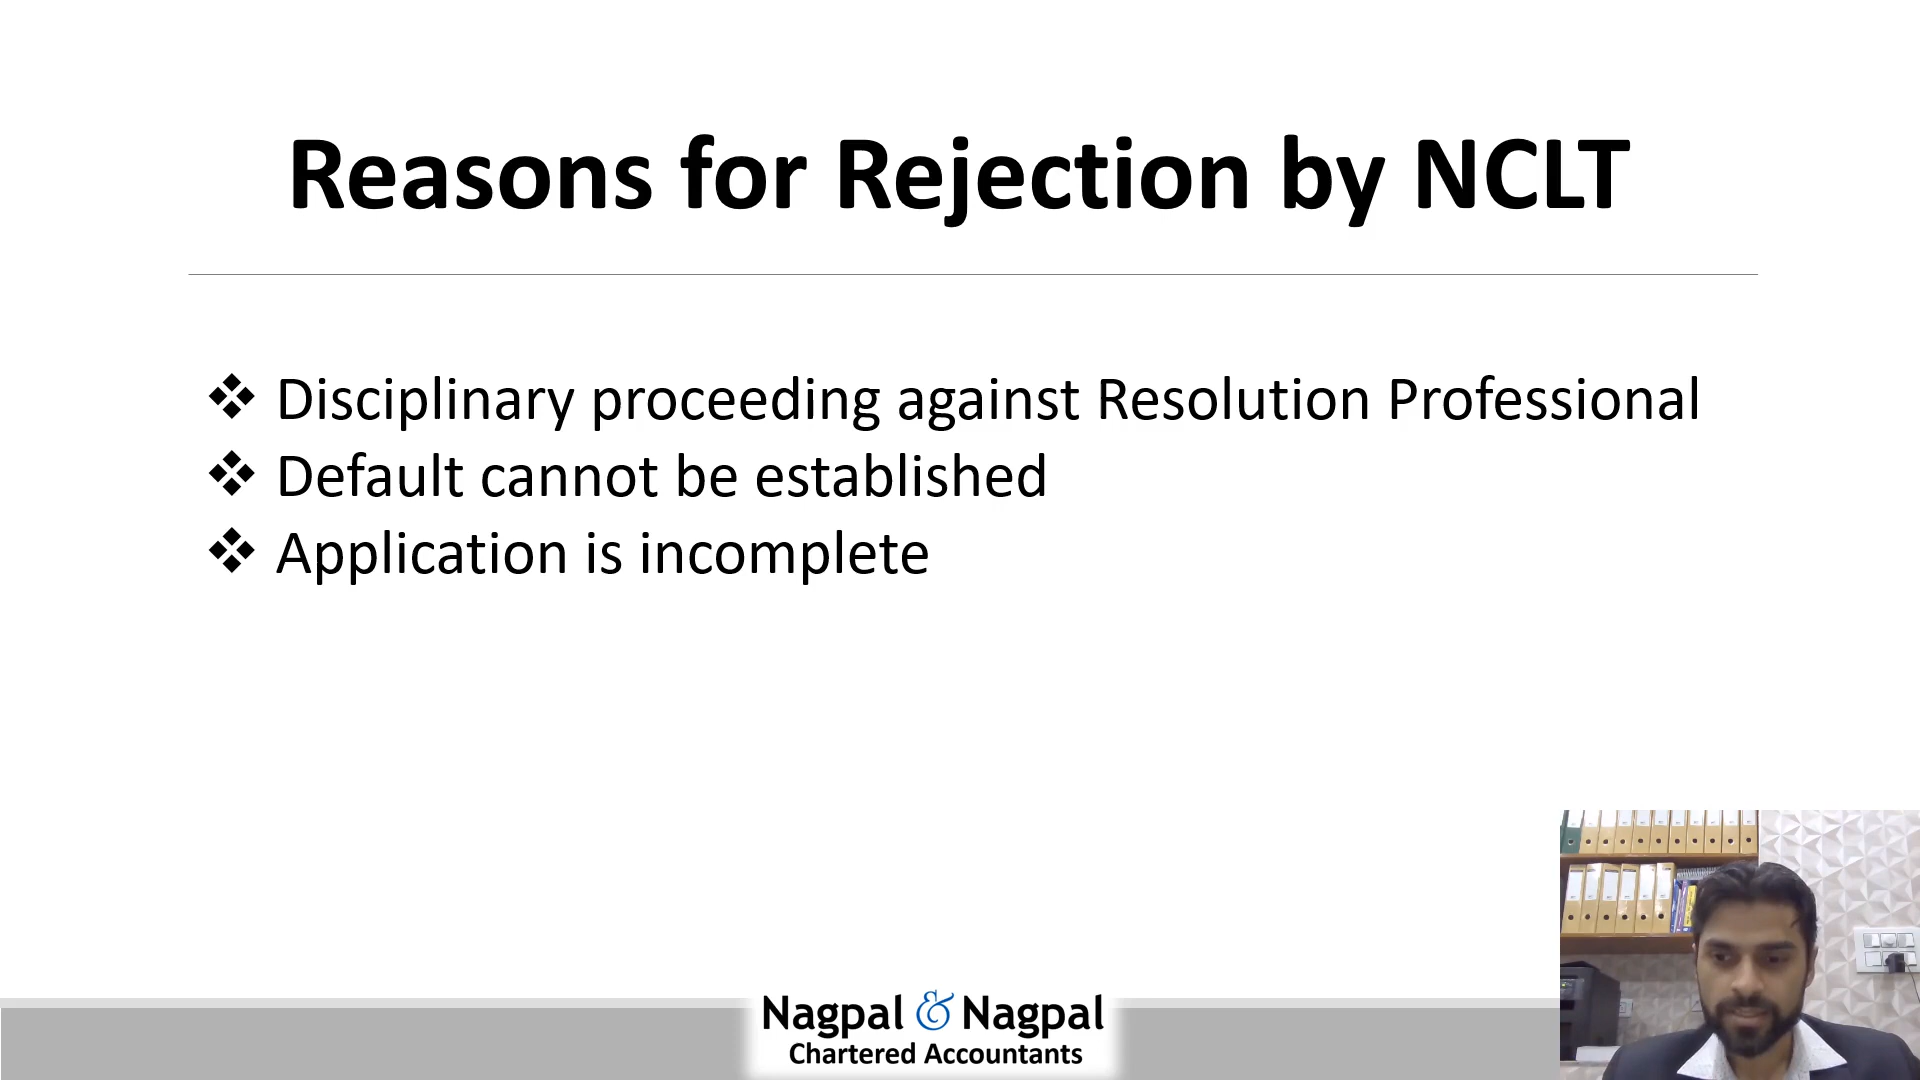 Reasons for Rejection by NCLT
❖ Disciplinary proceeding against Resolution Professional
❖ Default cannot be established
❖ Application is incomplete
Nagpal & Nagpal
Chartered Accountants